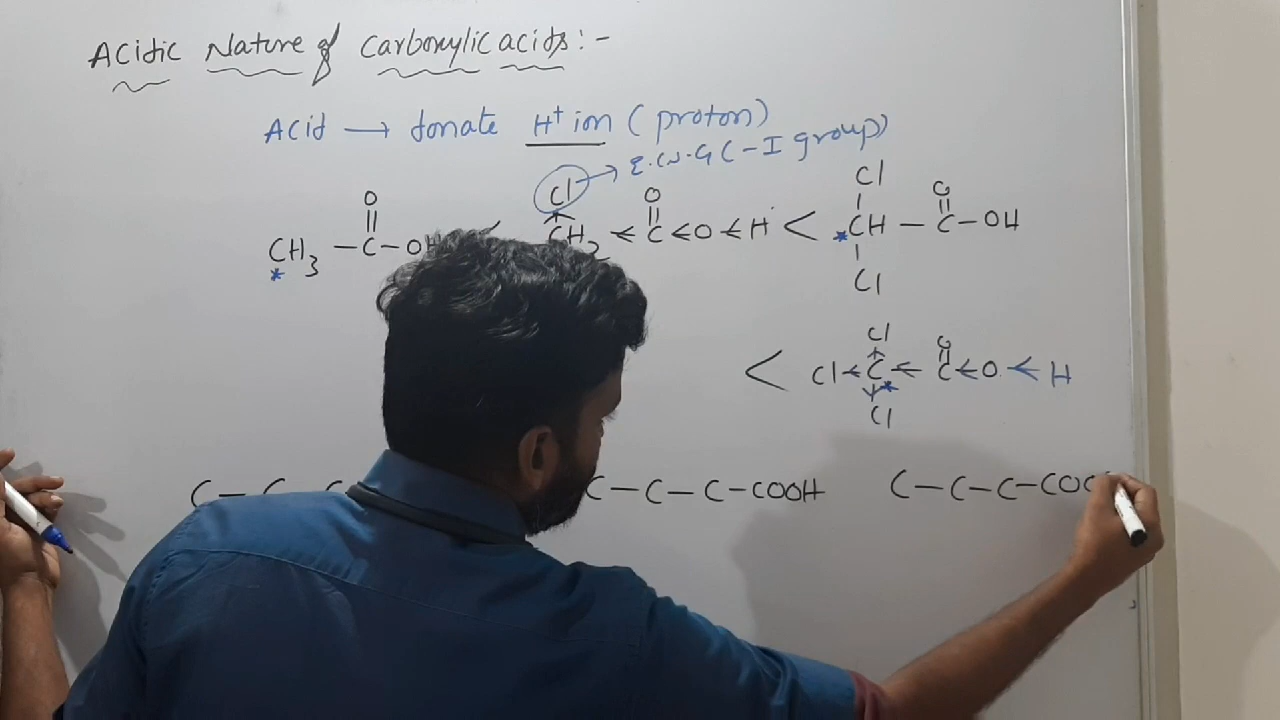 Acidic Nature of Carboxylic acids :-
Acid → donate H+ ion (proton)
Cl → E.W.G (-I group)
O O Cl O
CH3 - C - OH < CH2 < C < O < H < * CH - C - OH
* Cl
Cl O
< Cl < C < C < O < H
* Cl
C - C - C C - C - C - COOH C - C - C - COO